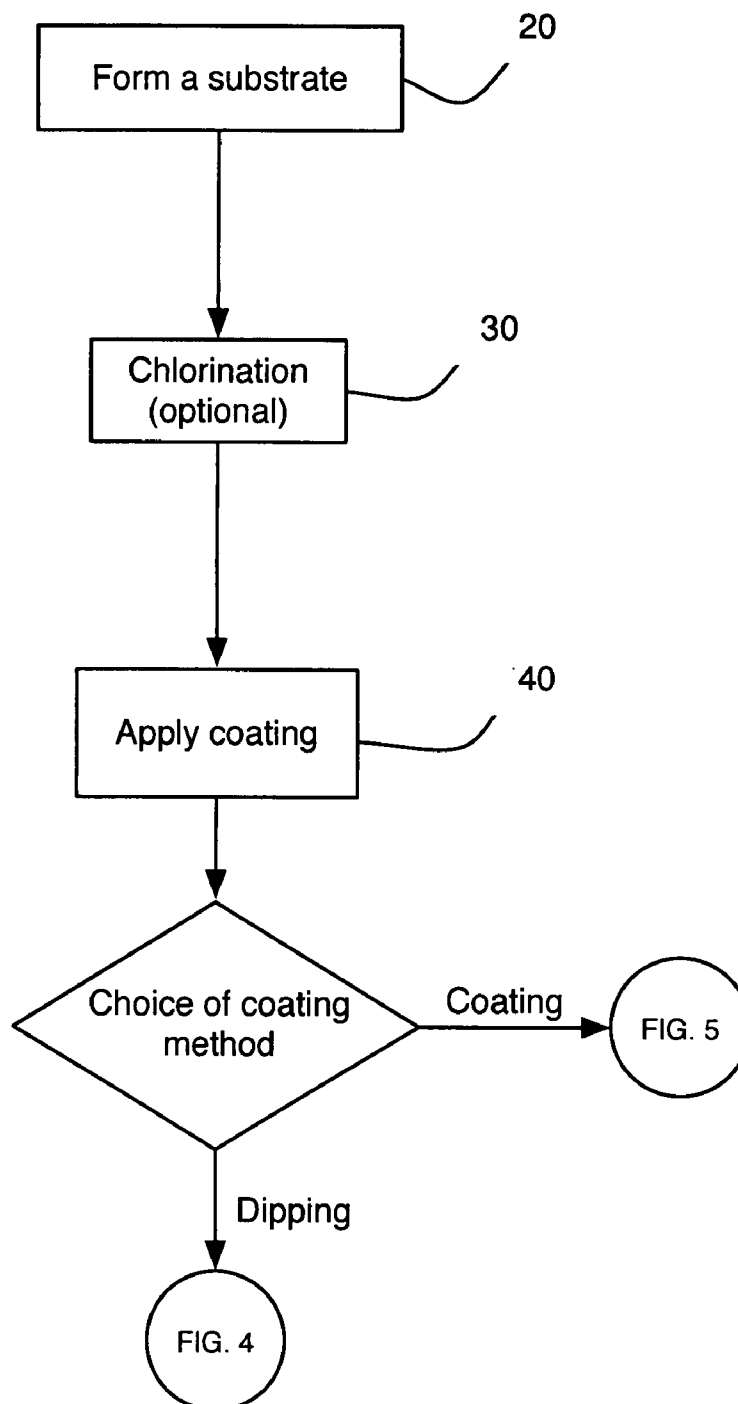 20
Form a substrate
30
Chlorination
(optional)
40
Apply coating
Choice of coating
method
Coating
FIG. 5
Dipping
FIG. 4